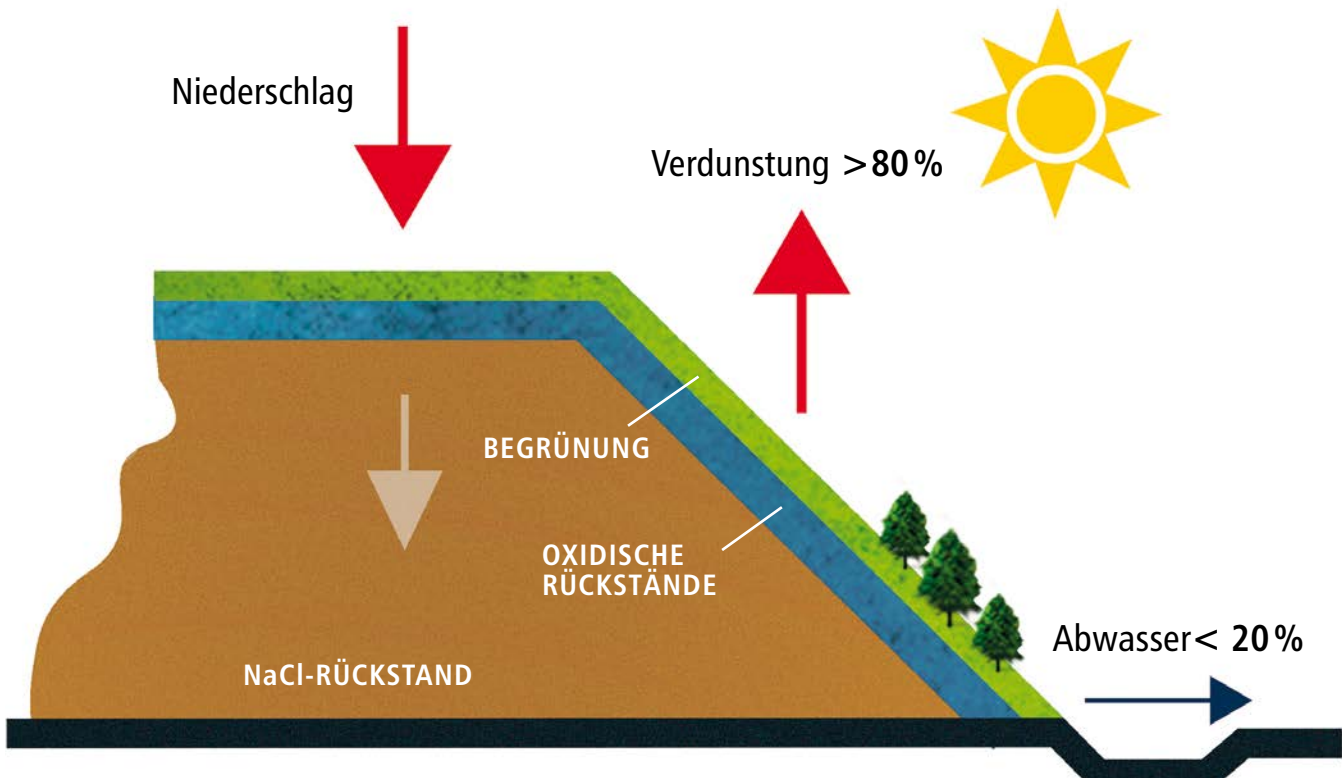 Niederschlag
Verdunstung >80 %
BEGRÜNUNG
OXIDISCHE
RÜCKSTÄNDE
Abwasser< 20 %
NaCl-RÜCKSTAND